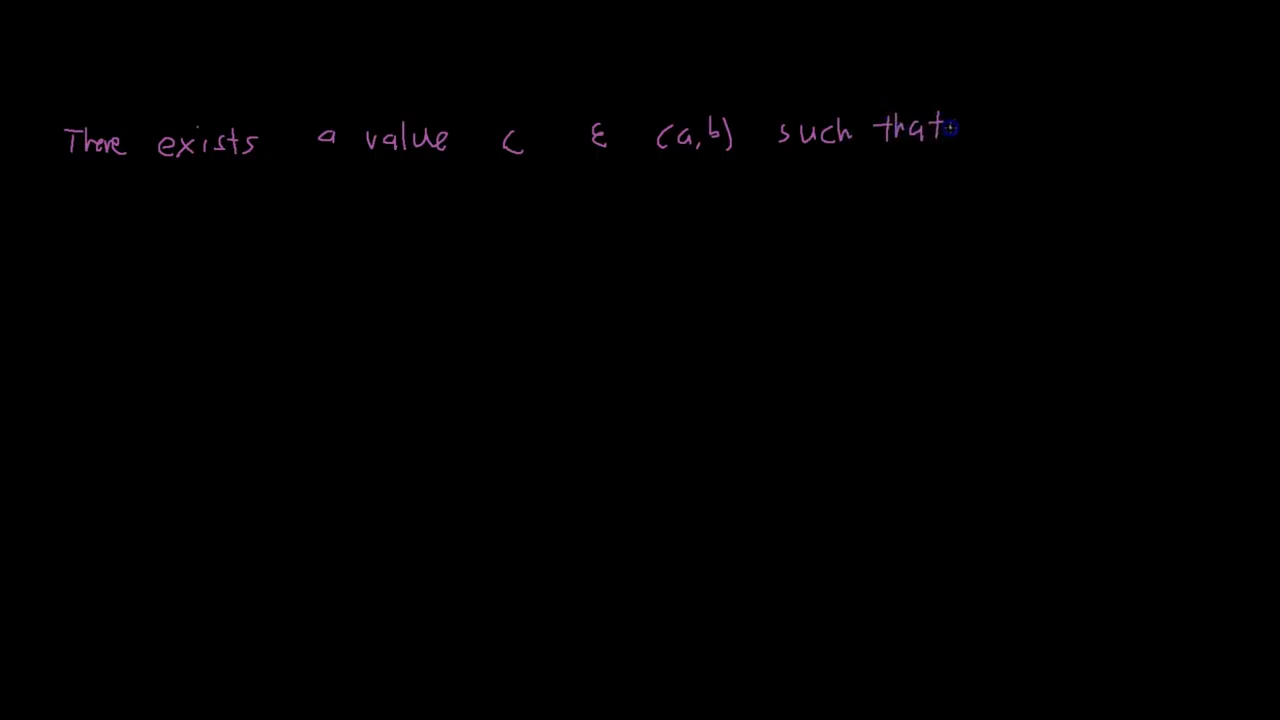 There exists a value c ε (a,b) such that